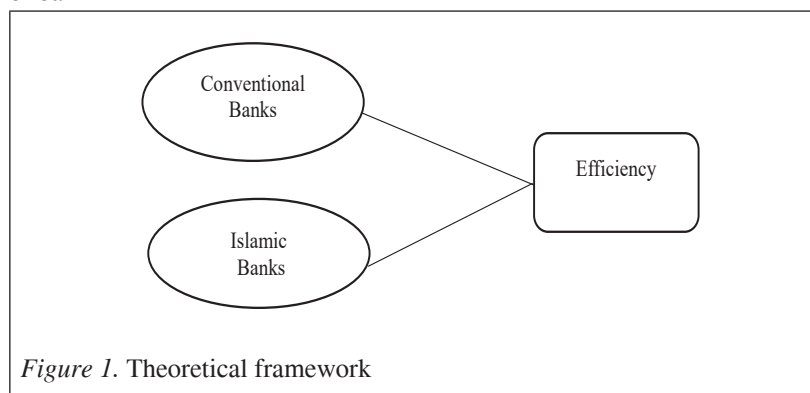 Conventional
Banks
Efficiency
Islamic
Banks
Figure 1. Theoretical framework